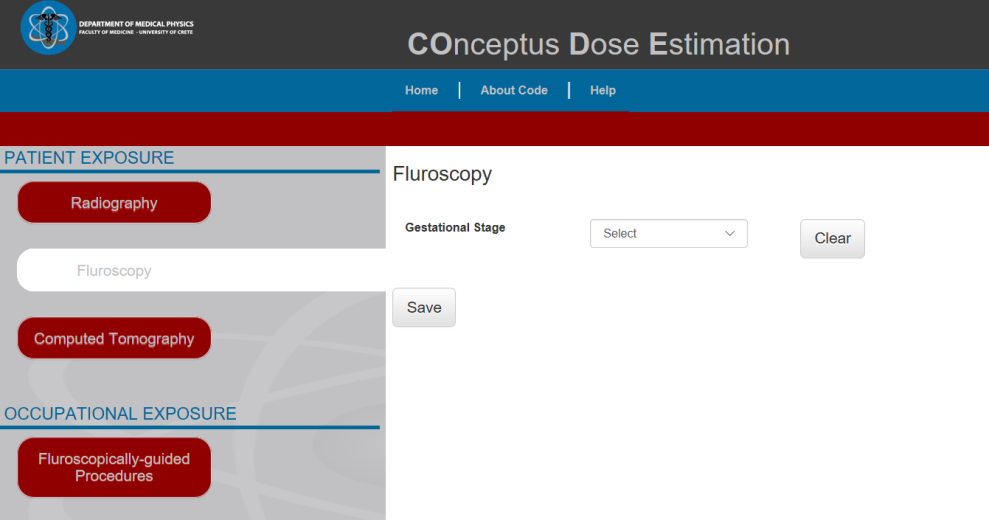 DEPARTMENT OF MEDICAL PHYSICS
FACULTY OF MEDICINE - UNIVERSITY OF CRETE
COnceptus Dose Estimation
Home
About Code
Help
PATIENT EXPOSURE
Radiography
Fluroscopy
Computed Tomography
OCCUPATIONAL EXPOSURE
Fluroscopically-guided
Procedures
Fluroscopy
Gestational Stage
Select
Clear
Save